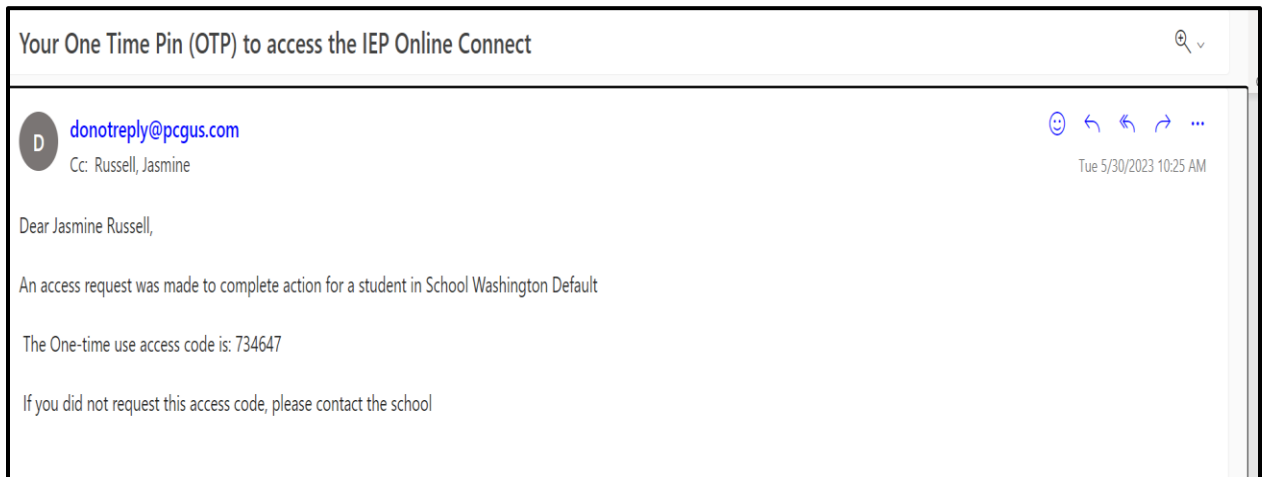 Your One Time Pin (OTP) to access the IEP Online Connect
D
donotreply@pcgus.com
Cc: Russell, Jasmine
Tue 5/30/2023 10:25 AM
Dear Jasmine Russell,
An access request was made to complete action for a student in School Washington Default
The One-time use access code is: 734647
If you did not request this access code, please contact the school